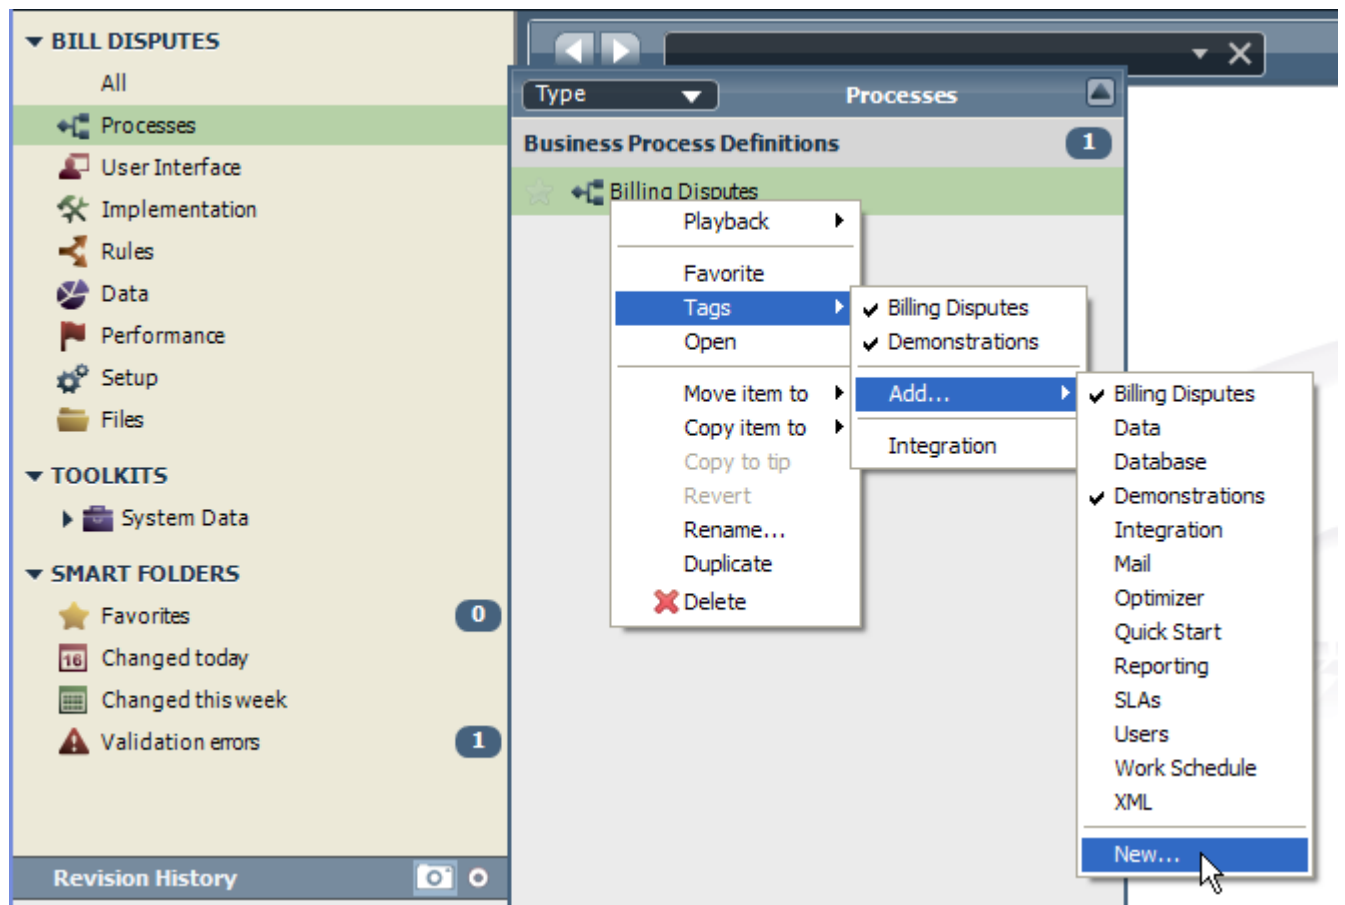 BILL DISPUTES
All
Processes
User Interface
Implementation
Rules
Data
Performance
Setup
Files
TOOLKITS
System Data
SMART FOLDERS
Favorites 0
16 Changed today
Changed this week
Validation errors 1
Revision History
Type Processes
Business Process Definitions 1
Billing Disputes
Playback
Favorite
Tags
Open
Move item to
Copy item to
Copy to tip
Revert
Rename...
Duplicate
Delete
Billing Disputes
Demonstrations
Add...
Integration
Billing Disputes
Data
Database
Demonstrations
Integration
Mail
Optimizer
Quick Start
Reporting
SLAs
Users
Work Schedule
XML
New...